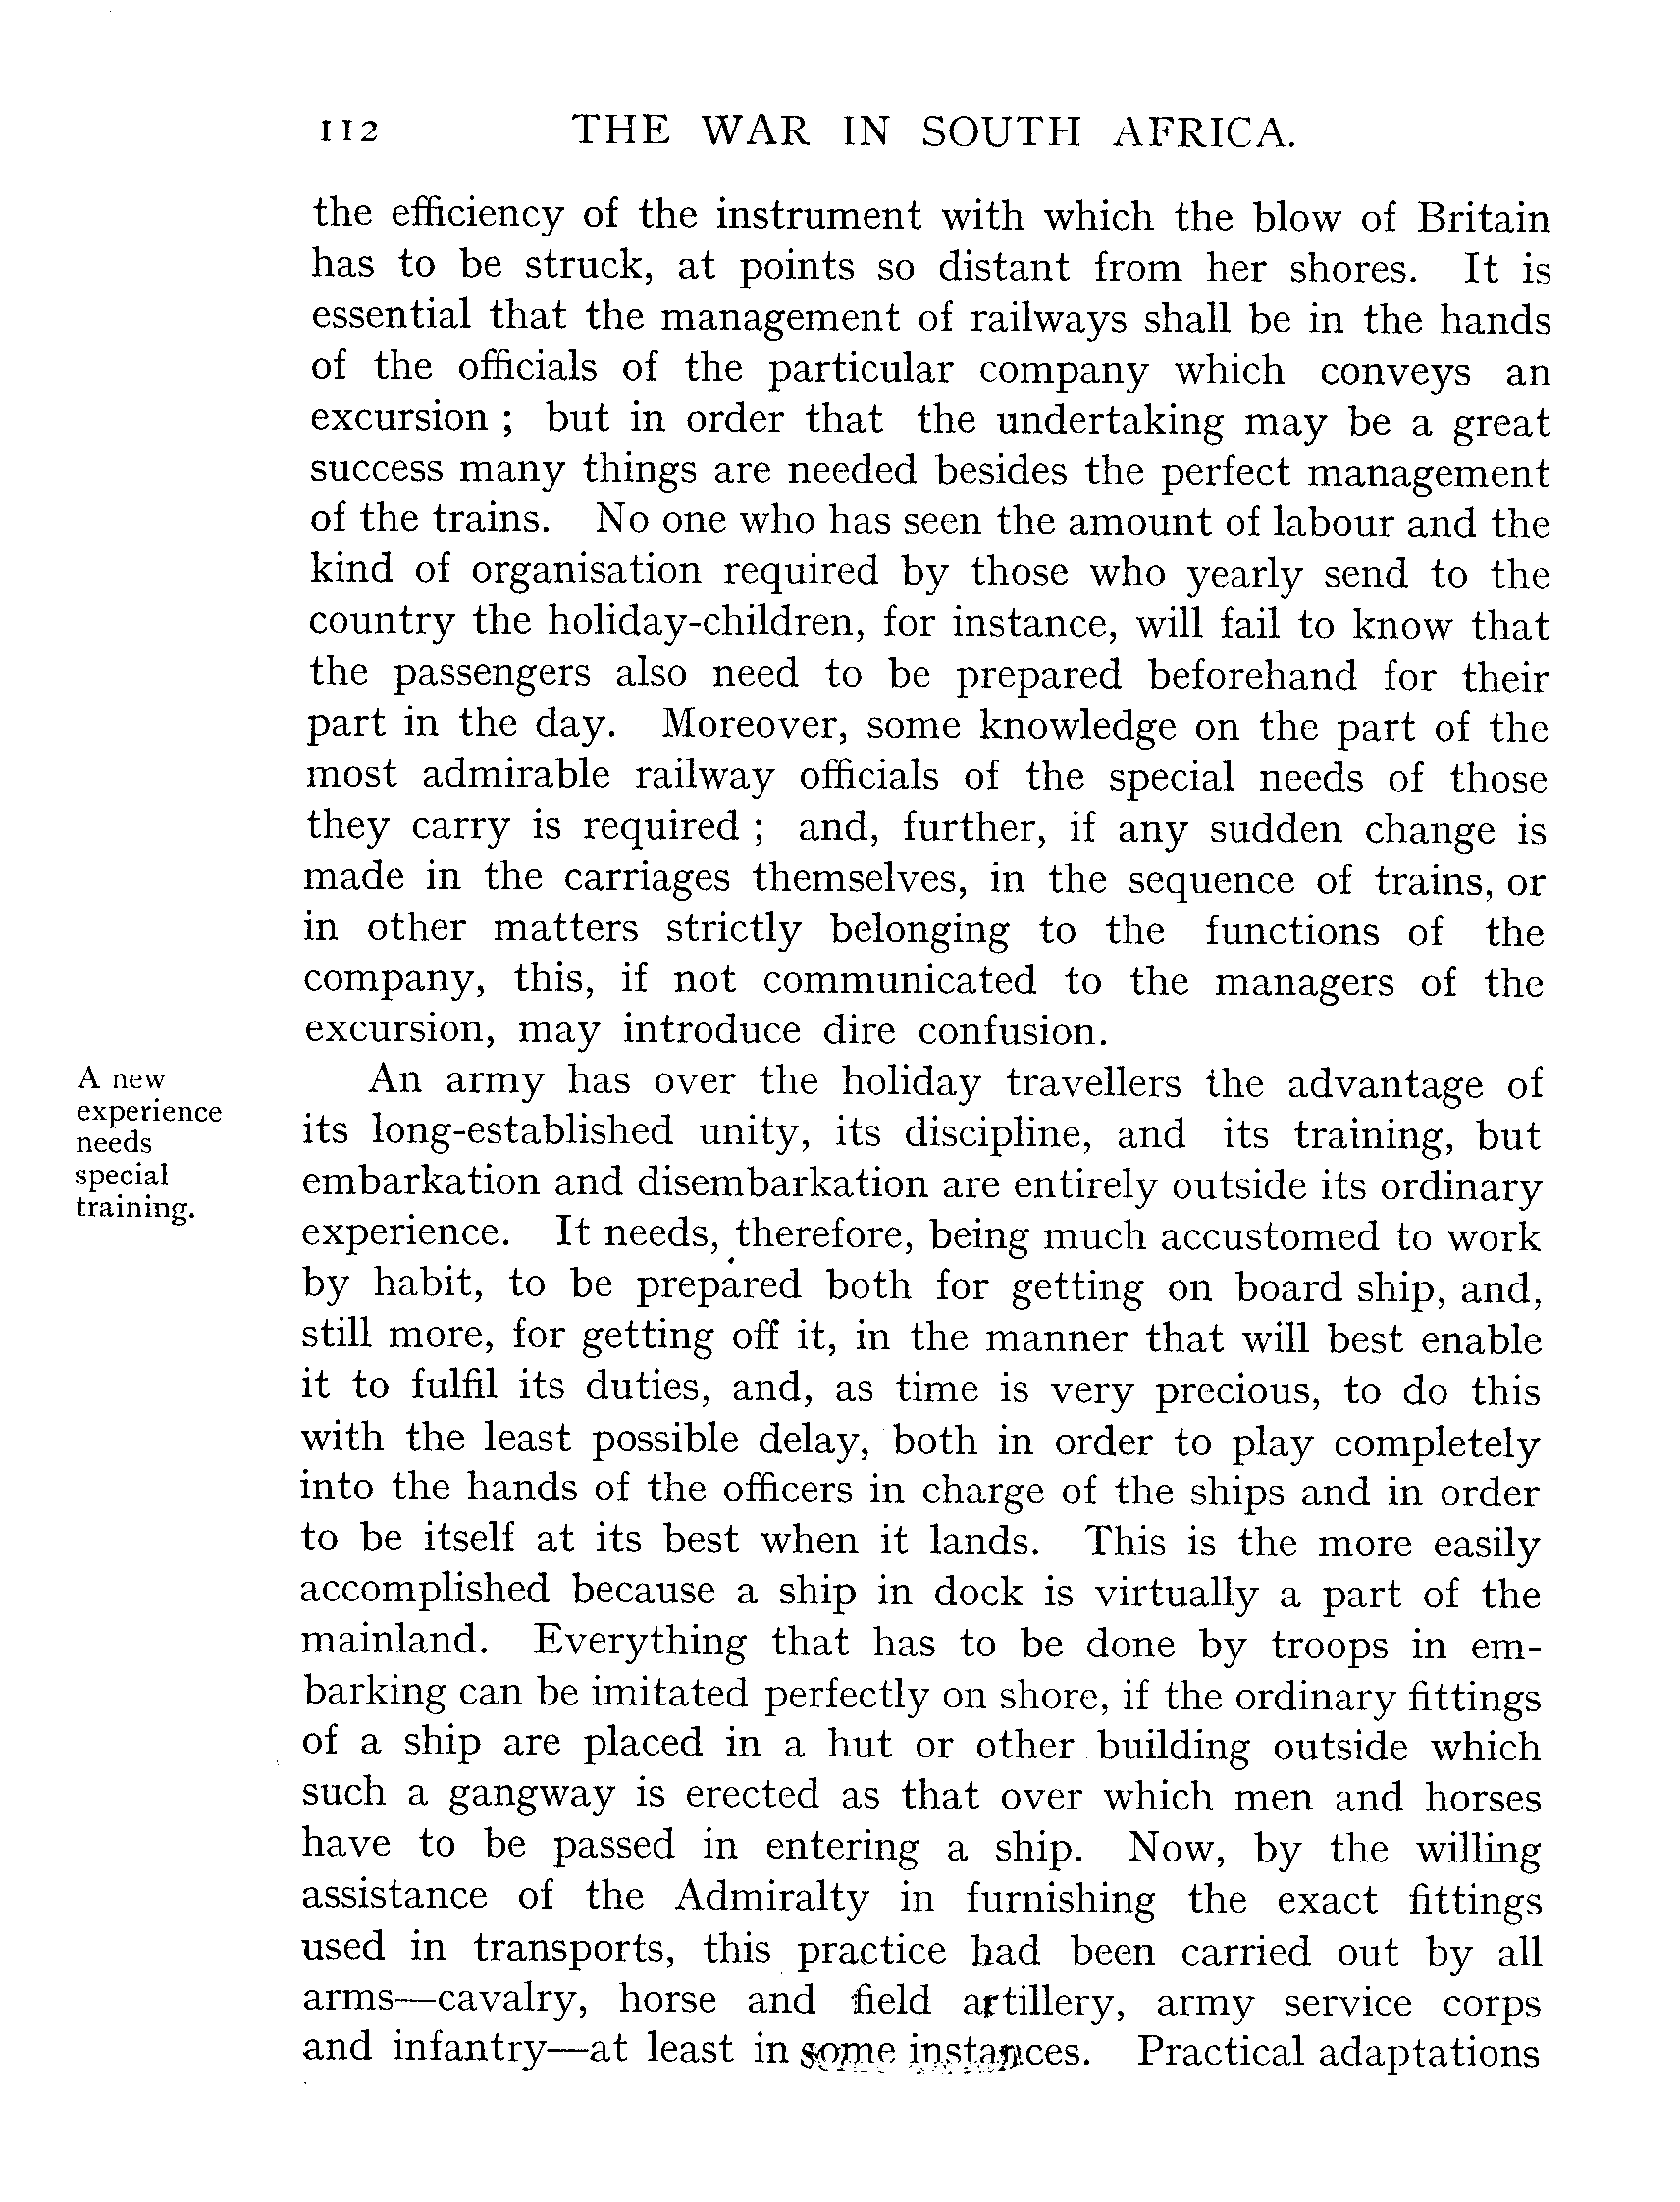 112 THE WAR IN SOUTH AFRICA.
the efficiency of the instrument with which the blow of Britain
has to be struck, at points so distant from her shores. It is
essential that the management of railways shall be in the hands
of the officials of the particular company which conveys an
excursion ; but in order that the undertaking may be a great
success many things are needed besides the perfect management
of the trains. No one who has seen the amount of labour and the
kind of organisation required by those who yearly send to the
country the holiday-children, for instance, will fail to know that
the passengers also need to be prepared beforehand for their
part in the day. Moreover, some knowledge on the part of the
most admirable railway officials of the special needs of those
they carry is required ; and, further, if any sudden change is
made in the carriages themselves, in the sequence of trains, or
in other matters strictly belonging to the functions of the
company, this, if not communicated to the managers of the
excursion, may introduce dire confusion.
A new
experience
needs
special
training.
An army has over the holiday travellers the advantage of
its long-established unity, its discipline, and its training, but
embarkation and disembarkation are entirely outside its ordinary
experience. It needs, therefore, being much accustomed to work
by habit, to be prepared both for getting on board ship, and,
still more, for getting off it, in the manner that will best enable
it to fulfil its duties, and, as time is very precious, to do this
with the least possible delay, both in order to play completely
into the hands of the officers in charge of the ships and in order
to be itself at its best when it lands. This is the more easily
accomplished because a ship in dock is virtually a part of the
mainland. Everything that has to be done by troops in em-
barking can be imitated perfectly on shore, if the ordinary fittings
of a ship are placed in a hut or other building outside which
such a gangway is erected as that over which men and horses
have to be passed in entering a ship. Now, by the willing
assistance of the Admiralty in furnishing the exact fittings
used in transports, this practice had been carried out by all
arms—cavalry, horse and field artillery, army service corps
and infantry—at least in some instances. Practical adaptations